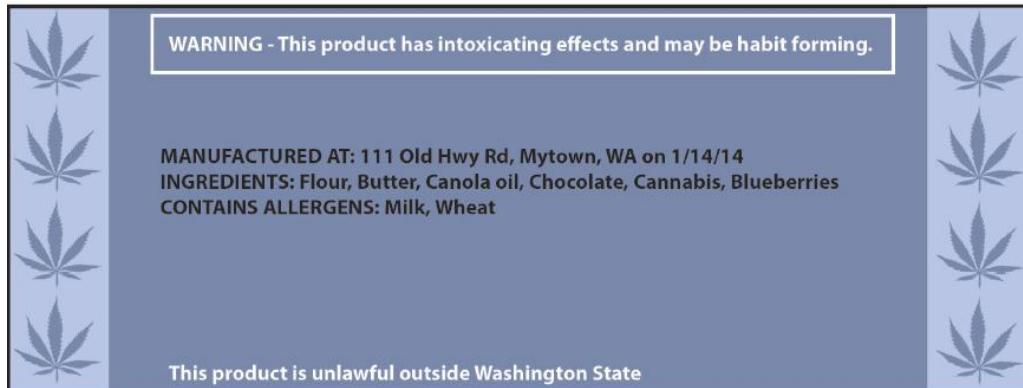 WARNING - This product has intoxicating effects and may be habit forming.
MANUFACTURED AT: 111 Old Hwy Rd, Mytown, WA on 1/14/14
INGREDIENTS: Flour, Butter, Canola oil, Chocolate, Cannabis, Blueberries
CONTAINS ALLERGENS: Milk, Wheat
This product is unlawful outside Washington State